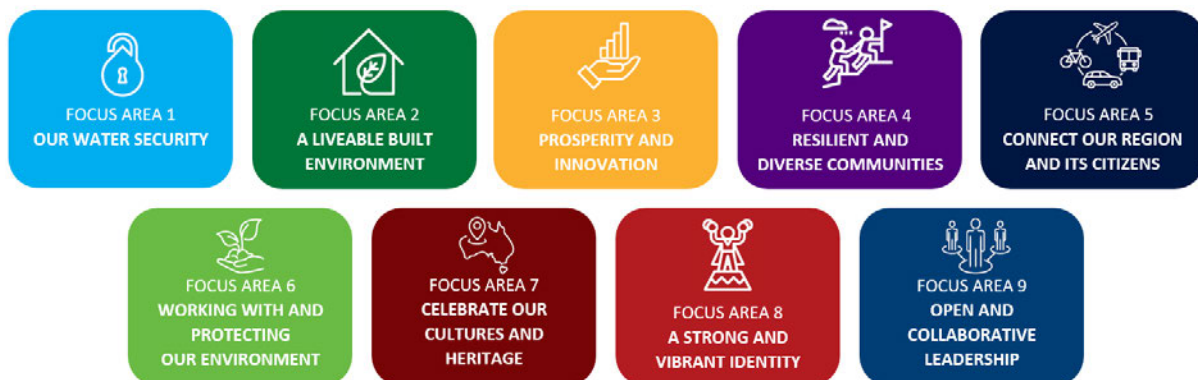 FOCUS AREA 1
OUR WATER SECURITY
FOCUS AREA 2
A LIVEABLE BUILT
ENVIRONMENT
FOCUS AREA 3
PROSPERITY AND
INNOVATION
FOCUS AREA 4
RESILIENT AND
DIVERSE COMMUNITIES
FOCUS AREA 5
CONNECT OUR REGION
AND ITS CITIZENS
FOCUS AREA 6
WORKING WITH AND
PROTECTING
OUR ENVIRONMENT
FOCUS AREA 7
CELEBRATE OUR
CULTURES AND
HERITAGE
FOCUS AREA 8
A STRONG AND
VIBRANT IDENTITY
FOCUS AREA 9
OPEN AND
COLLABORATIVE
LEADERSHIP